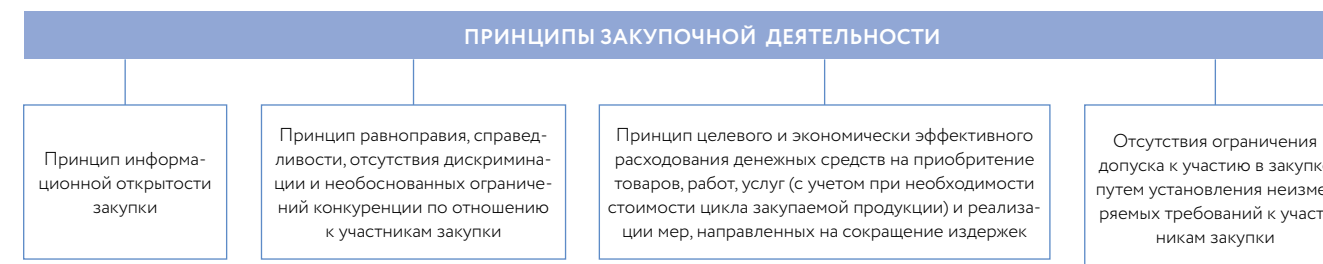 ПРИНЦИПЫ ЗАКУПОЧНОЙ ДЕЯТЕЛЬНОСТИ
Принцип информа-
ционной открытости
закупки
Принцип равноправия, справед-
ливости, отсутствия дискримина-
ции и необоснованных ограниче-
ний конкуренции по отношению
к участникам закупки
Принцип целевого и экономически эффективного
расходования денежных средств на приобритение
товаров, работ, услуг (с учетом при необходимости
стоимости цикла закупаемой продукции) и реализа-
ции мер, направленных на сокращение издержек
Отсутствия ограничения
допуска к участию в закупке
путем установления неизме-
ряемых требований к участ-
никам закупки